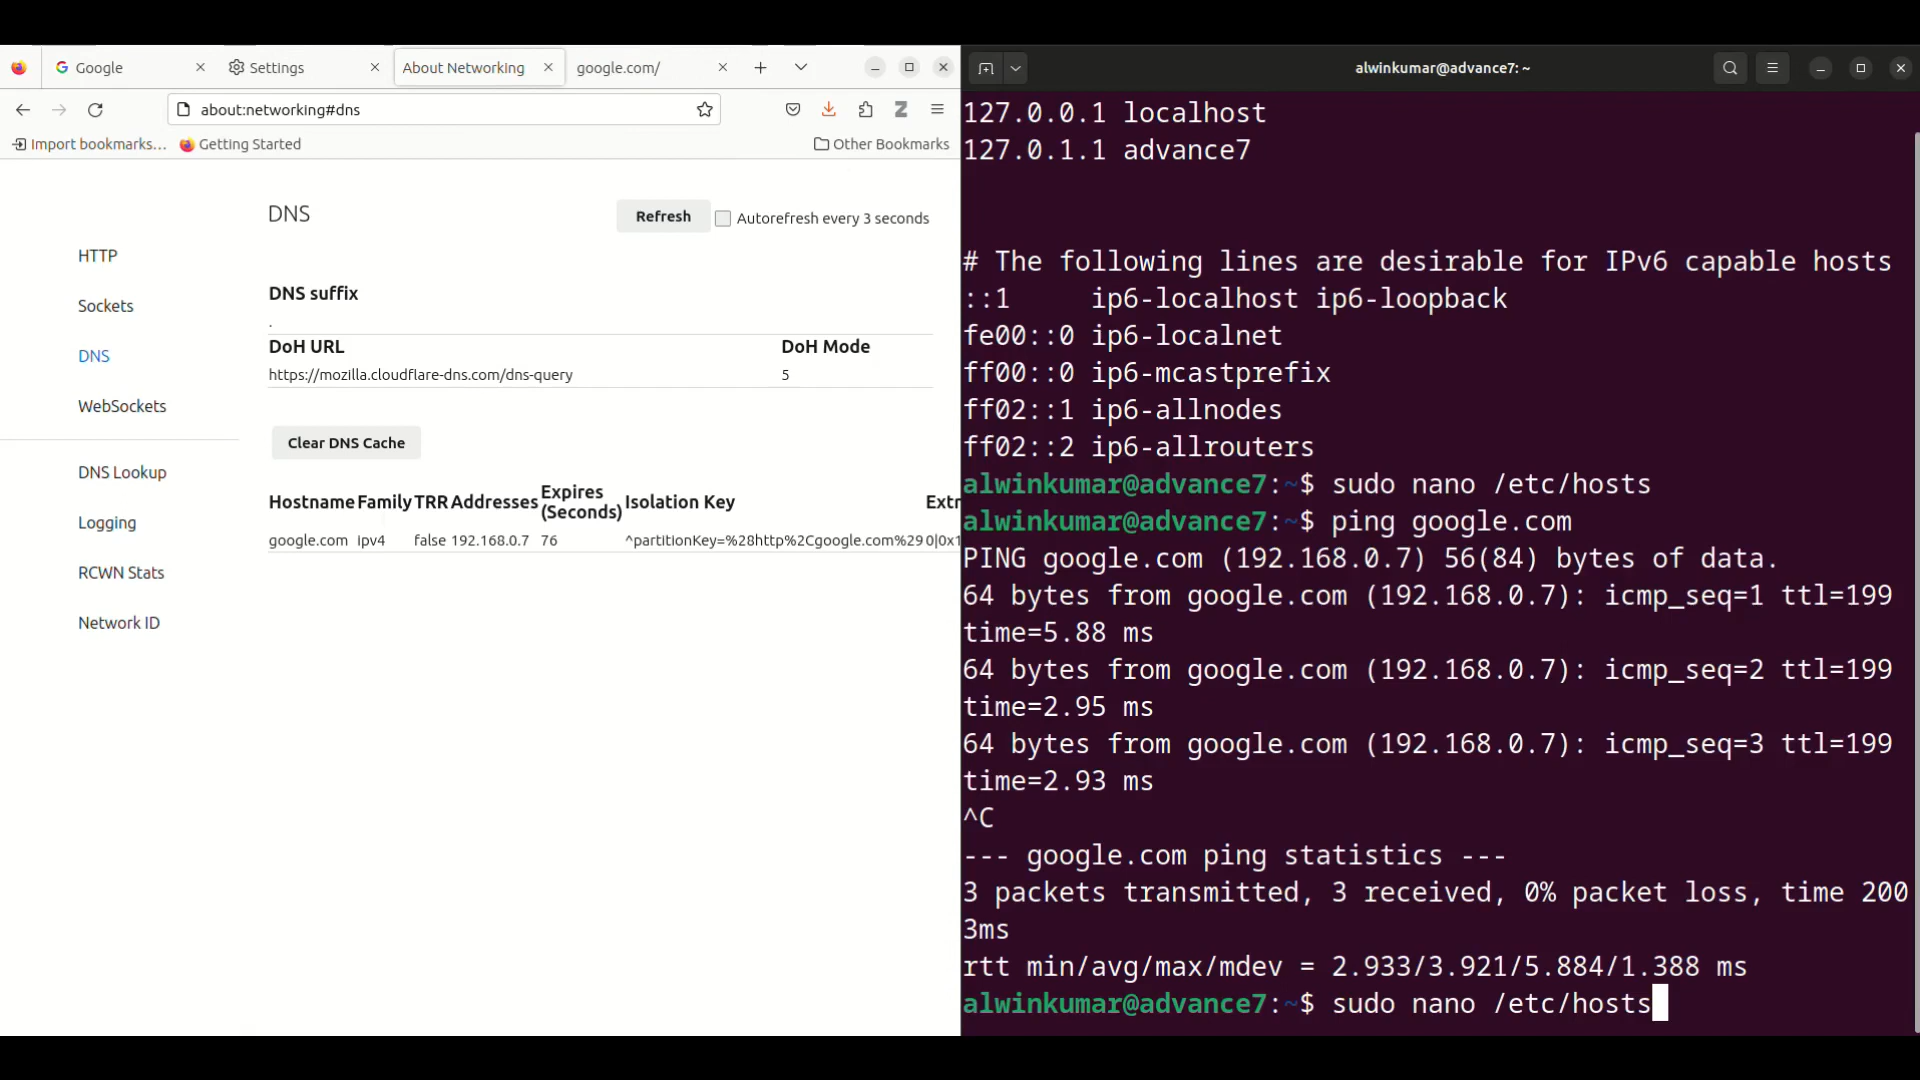 Google
Settings
About Networking
google.com/
about:networking#dns
Import bookmarks...
Getting Started
Other Bookmarks
DNS
Refresh
Autorefresh every 3 seconds
HTTP
Sockets
DNS
WebSockets
DNS Lookup
Logging
RCWN Stats
Network ID
DNS suffix
.
DoH URL DoH Mode
https://mozilla.cloudflare-dns.com/dns-query 5
Clear DNS Cache
Hostname Family TRR Addresses Expires (Seconds) Isolation Key Extr
google.com ipv4 false 192.168.0.7 76 ^partitionKey=%28http%2Cgoogle.com%29 0|0x1
alwinkumar@advance7: ~
127.0.0.1 localhost
127.0.1.1 advance7
# The following lines are desirable for IPv6 capable hosts
::1     ip6-localhost ip6-loopback
fe00::0 ip6-localnet
ff00::0 ip6-mcastprefix
ff02::1 ip6-allnodes
ff02::2 ip6-allrouters
alwinkumar@advance7:~$ sudo nano /etc/hosts
alwinkumar@advance7:~$ ping google.com
PING google.com (192.168.0.7) 56(84) bytes of data.
64 bytes from google.com (192.168.0.7): icmp_seq=1 ttl=199
time=5.88 ms
64 bytes from google.com (192.168.0.7): icmp_seq=2 ttl=199
time=2.95 ms
64 bytes from google.com (192.168.0.7): icmp_seq=3 ttl=199
time=2.93 ms
^C
--- google.com ping statistics ---
3 packets transmitted, 3 received, 0% packet loss, time 200
3ms
rtt min/avg/max/mdev = 2.933/3.921/5.884/1.388 ms
alwinkumar@advance7:~$ sudo nano /etc/hosts